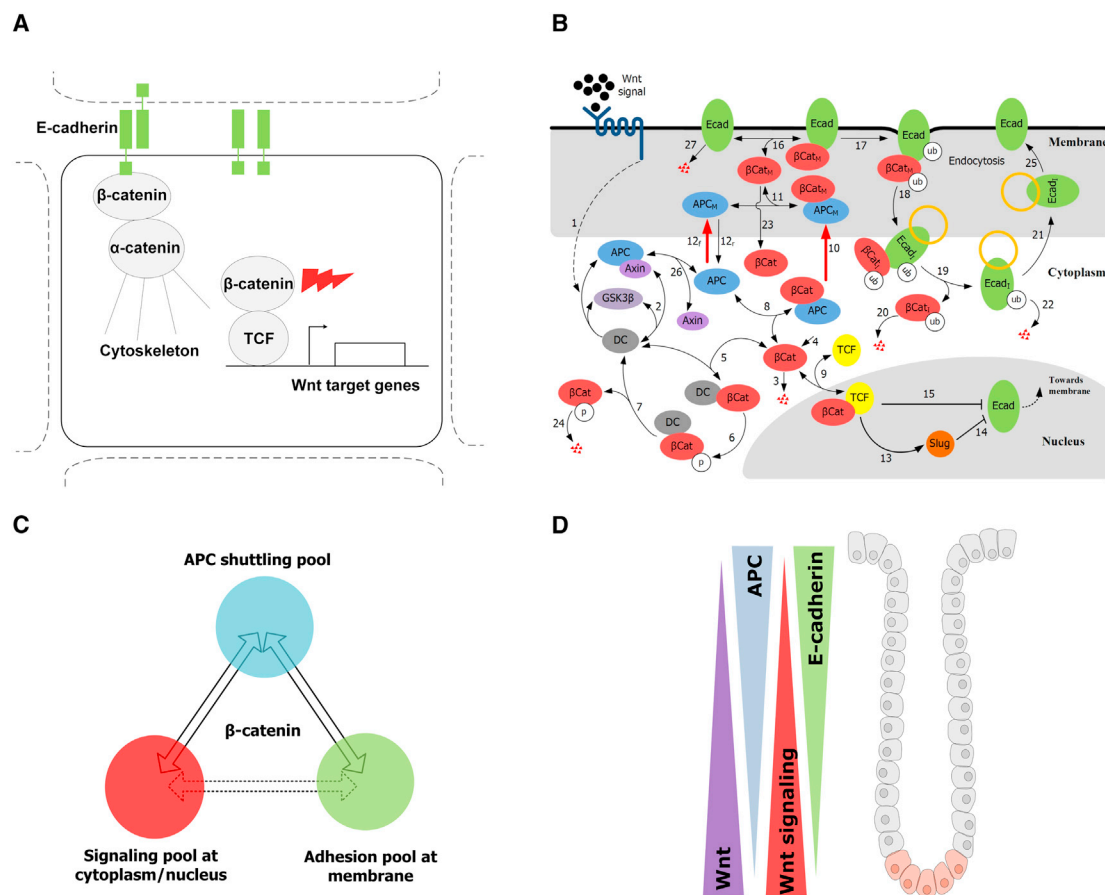 A
E-cadherin
β-catenin
α-catenin
Cytoskeleton
β-catenin
TCF
Wnt target genes
B
Wnt
signal
Ecad
Ecad
Ecad
Ecad
Membrane
27
16
17
ub
Endocytosis
25
βCatM
βCatM
βCatM
ub
EcadI
18
1
11
βCatM
APCM
APCM
23
21
12f
12r
10
EcadI
βCatI
ub
ub
Cytoplasm
APC
Axin
26
APC
βCat
19
EcadI
ub
GSK3β
2
Axin
8
βCat
APC
βCatI
ub
20
22
DC
5
βCat
4
TCF
3
9
Towards
membrane
βCat
p
7
DC
βCat
TCF
βCat
15
Ecad
24
DC
βCat
p
6
14
Slug
13
Nucleus
C
APC shuttling pool
β-catenin
Signaling pool at
cytoplasm/nucleus
Adhesion pool at
membrane
D
Wnt
APC
Wnt signaling
E-cadherin